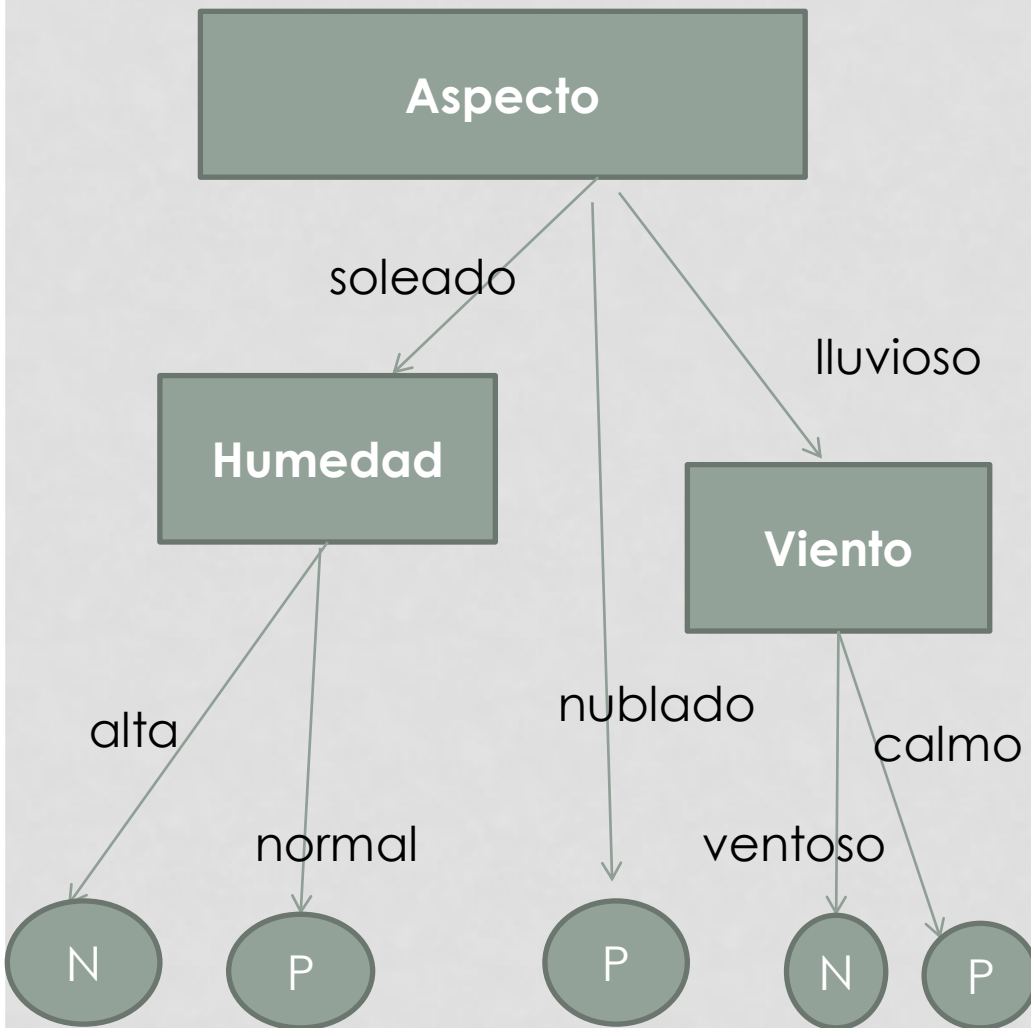 Aspecto
soleado
lluvioso
Humedad
Viento
nublado
alta
calmo
normal
ventoso
N
P
P
N
P